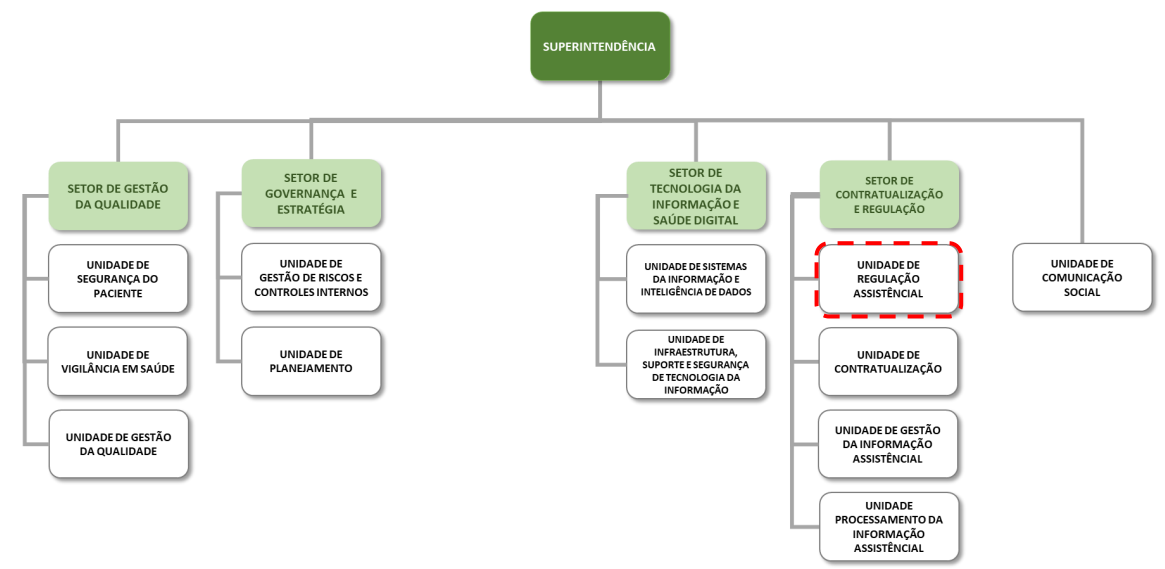 SUPERINTENDÊNCIA
SETOR DE GESTÃO
DA QUALIDADE
UNIDADE DE
SEGURANÇA DO
PACIENTE
UNIDADE DE
VIGILÂNCIA EM SAÚDE
UNIDADE DE GESTÃO
DA QUALIDADE
SETOR DE
GOVERNANÇA E
ESTRATÉGIA
UNIDADE DE
GESTÃO DE RISCOS E
CONTROLES INTERNOS
UNIDADE DE
PLANEJAMENTO
SETOR DE
TECNOLOGIA DA
INFORMAÇÃO E
SAÚDE DIGITAL
UNIDADE DE SISTEMAS
DA INFORMAÇÃO E
INTELIGÊNCIA DE DADOS
UNIDADE DE
INFRAESTRUTURA,
SUPORTE E SEGURANÇA
DE TECNOLOGIA DA
INFORMAÇÃO
SETOR DE
CONTRATUALIZAÇÃO
E REGULAÇÃO
UNIDADE DE
REGULAÇÃO
ASSISTÊNCIAL
UNIDADE DE
CONTRATUALIZAÇÃO
UNIDADE DE GESTÃO
DA INFORMAÇÃO
ASSISTÊNCIAL
UNIDADE
PROCESSAMENTO DA
INFORMAÇÃO
ASSISTÊNCIAL
UNIDADE DE
COMUNICAÇÃO
SOCIAL